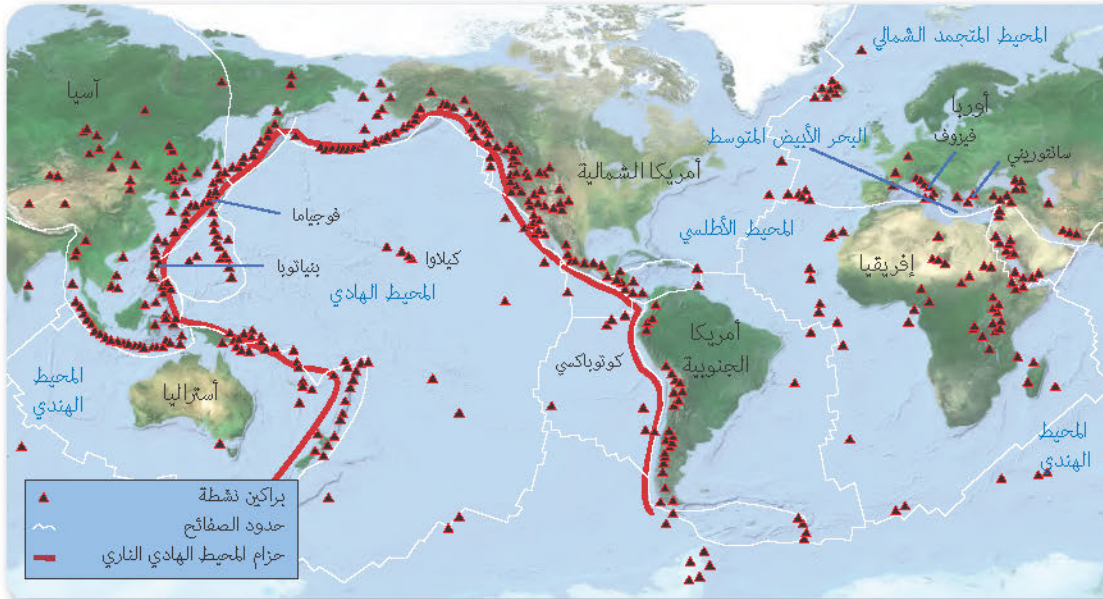 المحيط المتجمد الشمالي
آسيا
أوربا
فيزوف
البحر الأبيض المتوسط
سانتوريني
أمريكا الشمالية
فوجياما
المحيط الأطلسي
كيلاوا
بنياتوبا
إفريقيا
المحيط الهادي
أمريكا
الجنوبية
كوتوباكسي
المحيط
الهندي
أستراليا
المحيط
الهندي
براكين نشطة
حدود الصفائح
حزام المحيط الهادي الناري